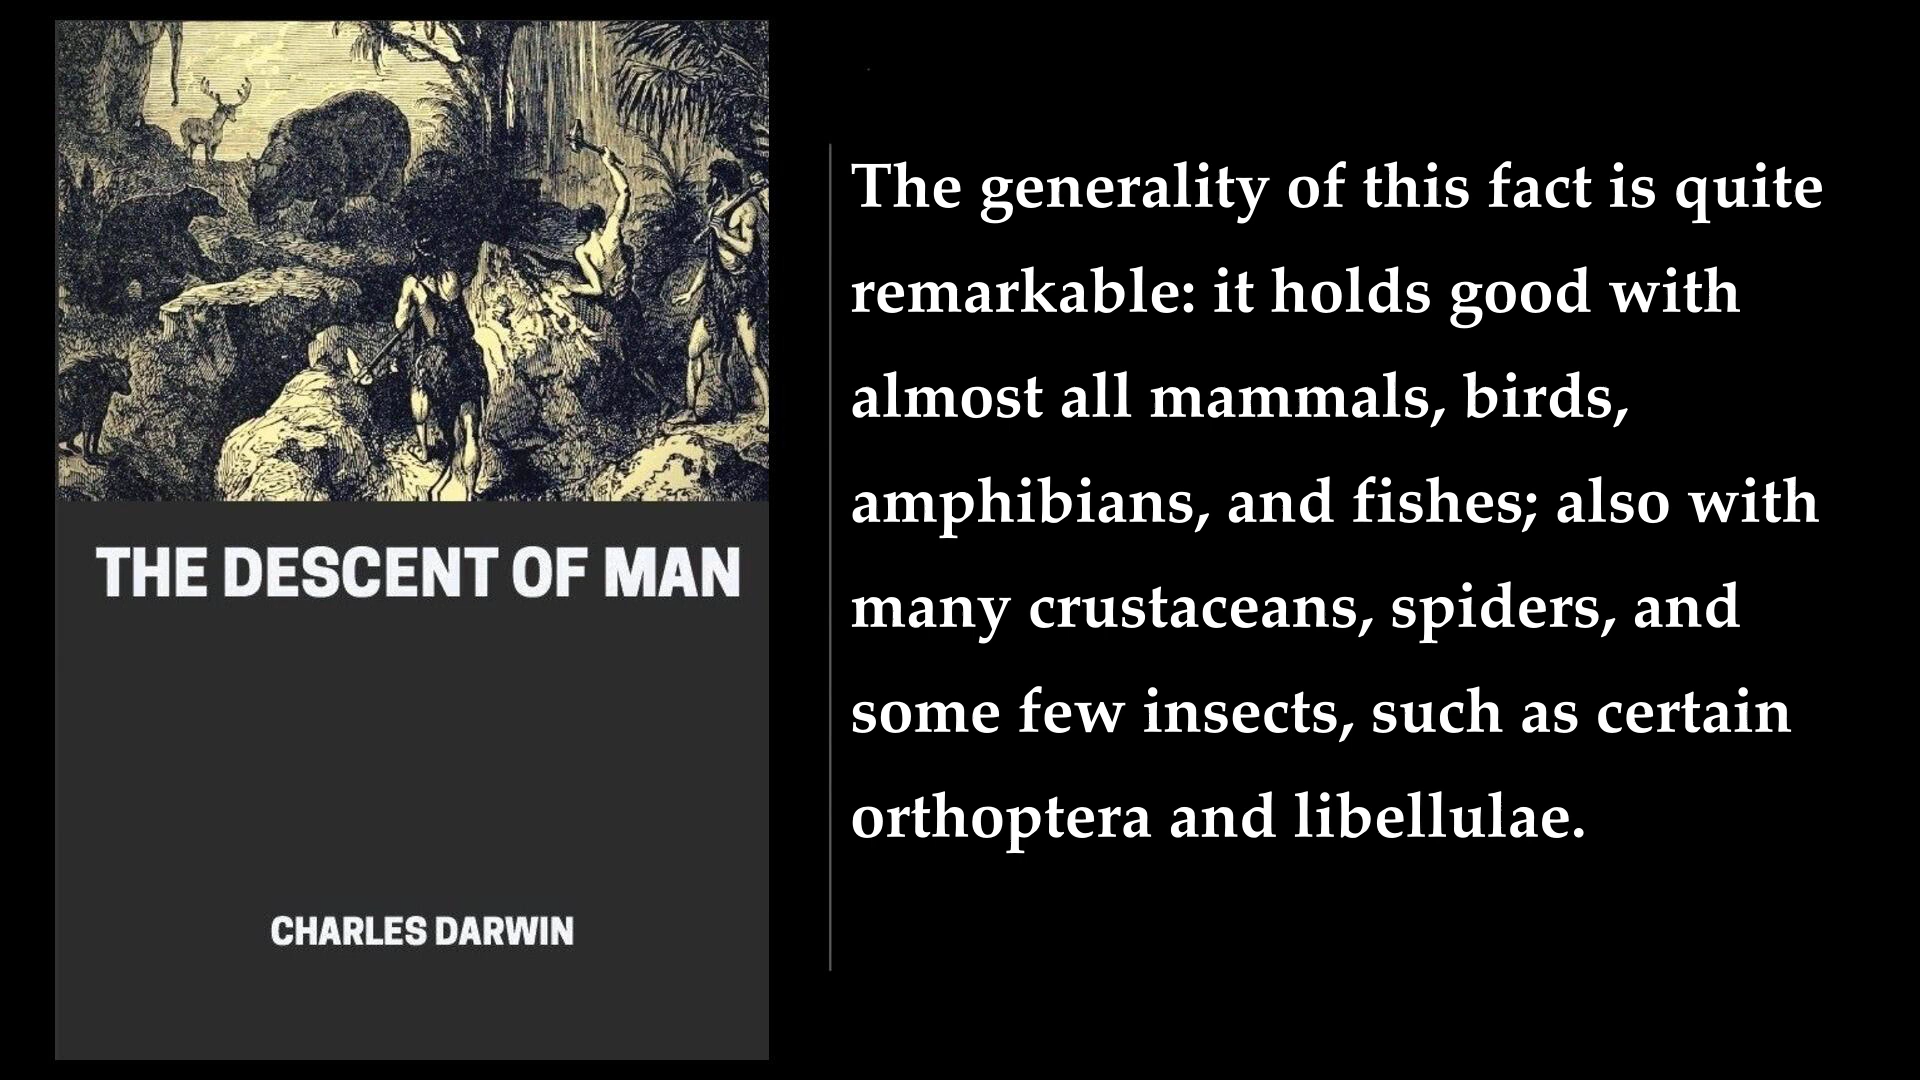 THE DESCENT OF MAN
CHARLES DARWIN
The generality of this fact is quite
remarkable: it holds good with
almost all mammals, birds,
amphibians, and fishes; also with
many crustaceans, spiders, and
some few insects, such as certain
orthoptera and libellulae.